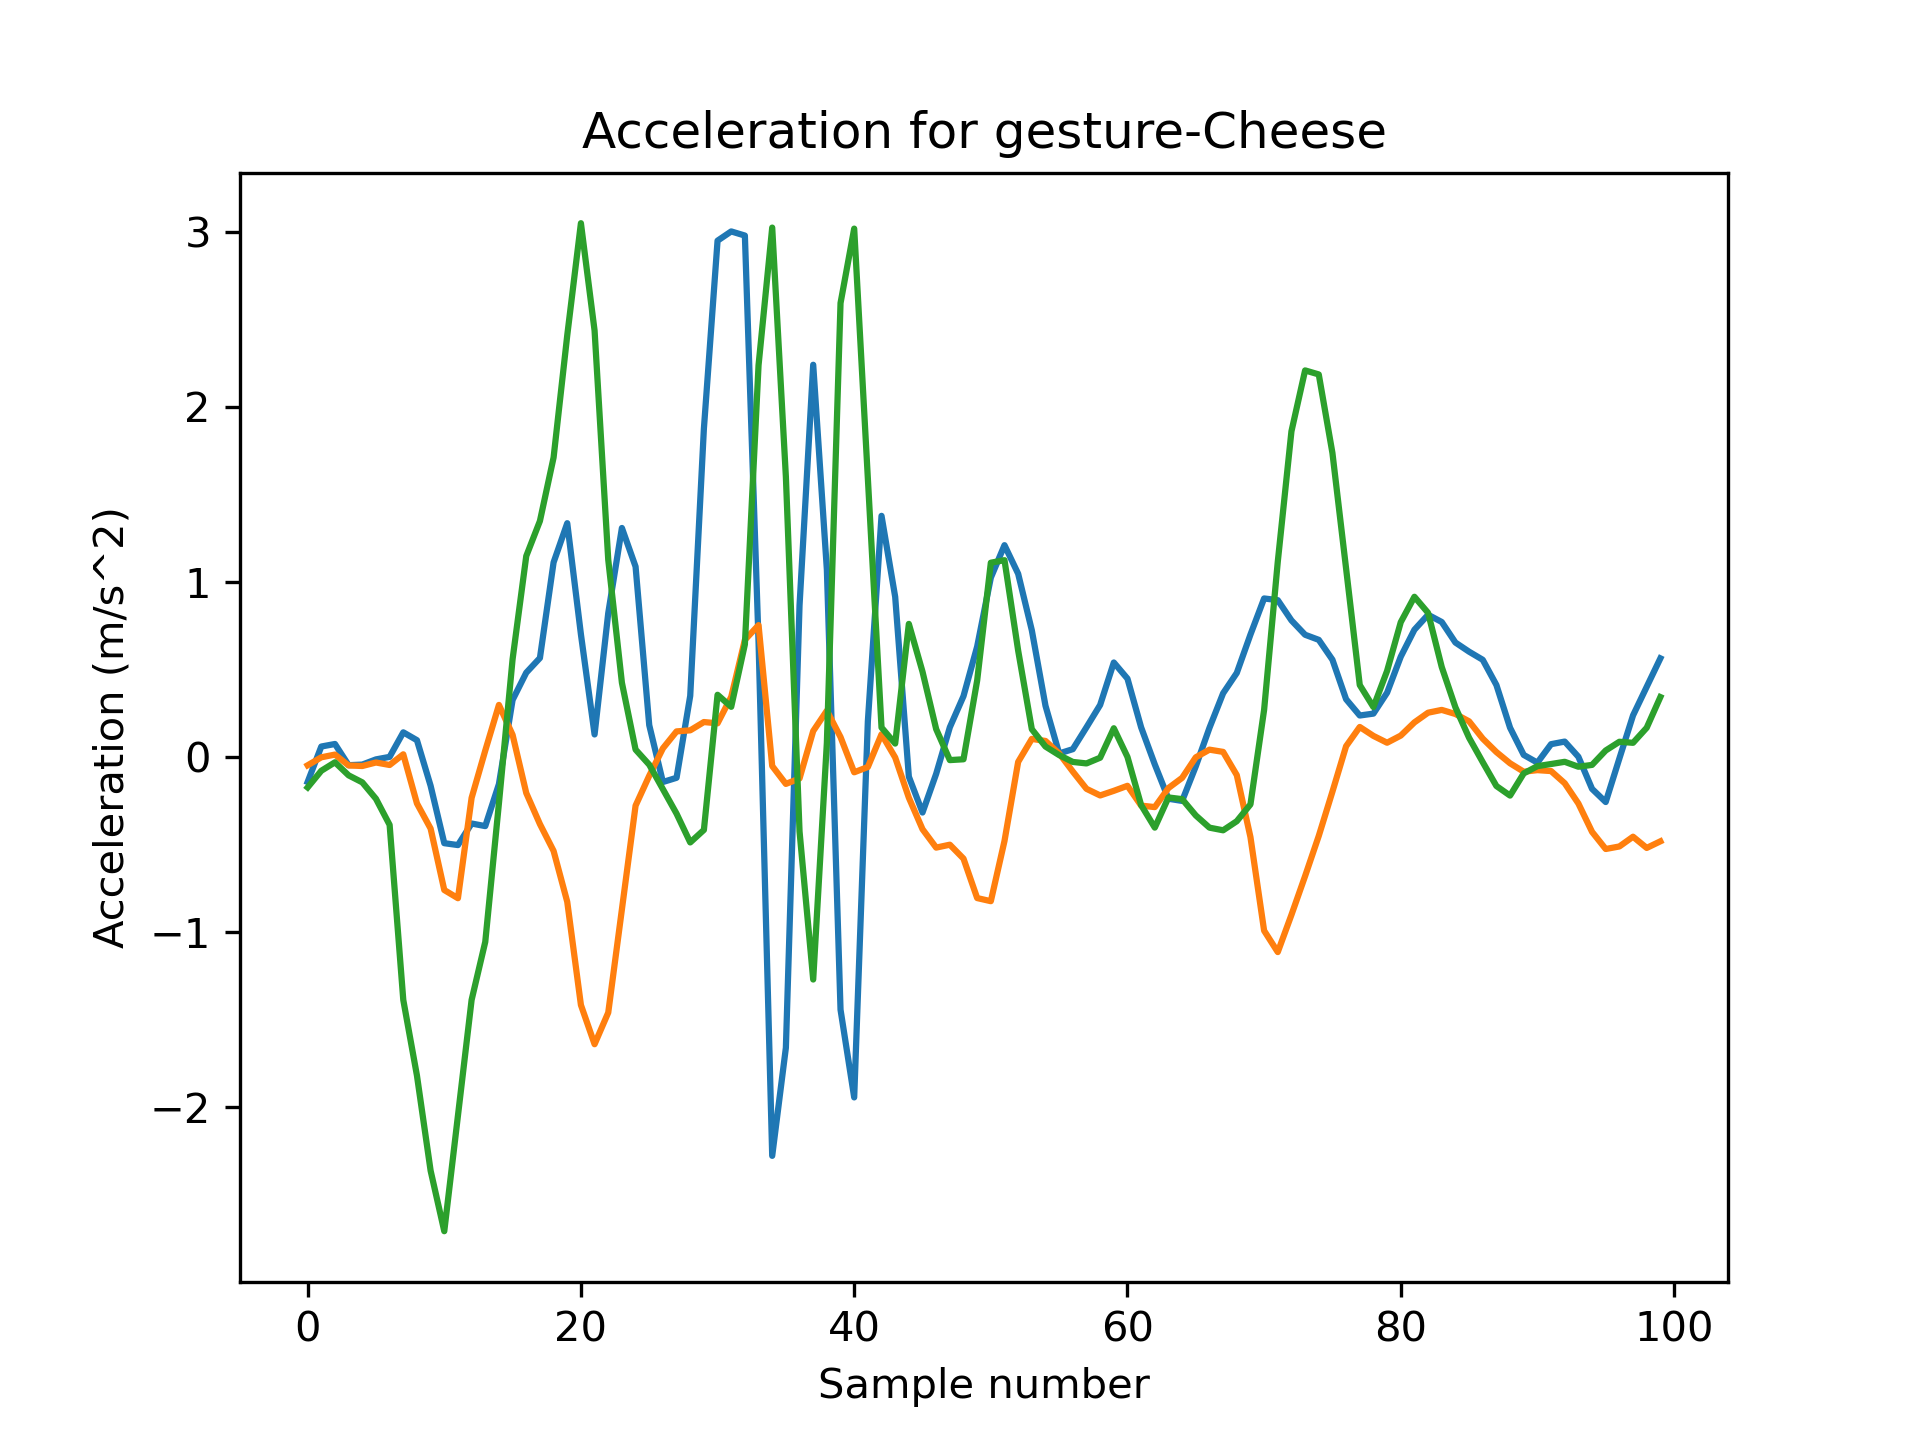 Acceleration for gesture-Cheese
Acceleration (m/s^2)
3
2
1
0
−1
−2
0 20 40 60 80 100
Sample number